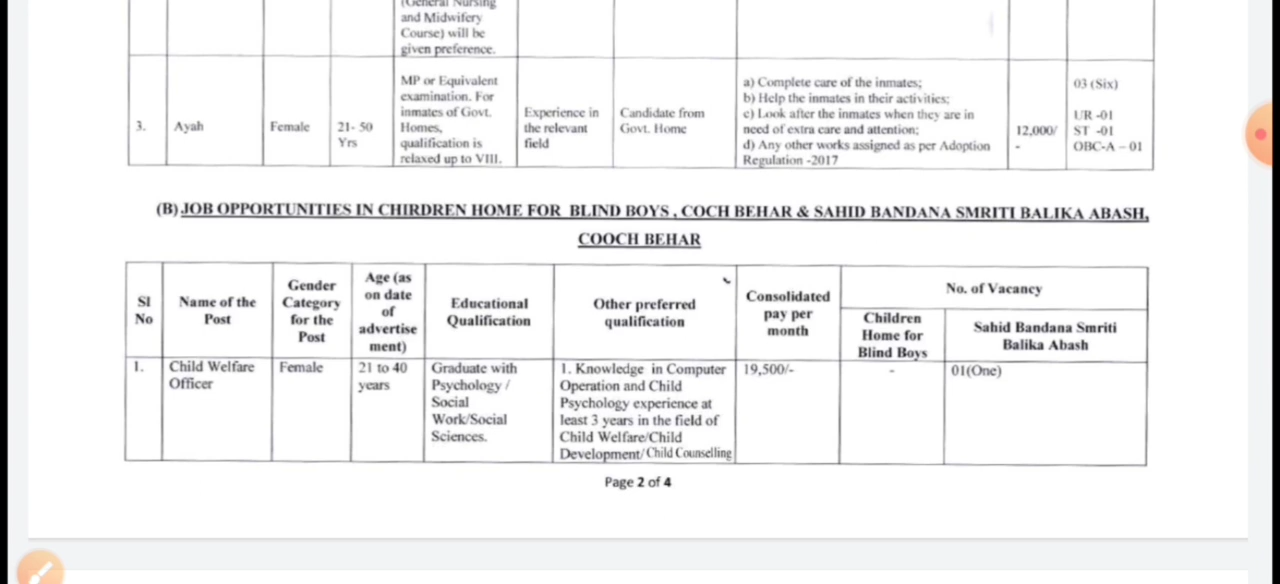 (General Nursing
and Midwifery
Course) will be
given preference.
3.
Ayah
Female
21- 50
Yrs
MP or Equivalent
examination. For
inmates of Govt.
Homes,
qualification is
relaxed up to VIII.
Experience in
the relevant
field
Candidate from
Govt. Home
a) Complete care of the inmates;
b) Help the inmates in their activities;
c) Look after the inmates when they are in
need of extra care and attention;
d) Any other works assigned as per Adoption
Regulation -2017
12,000/
-
03 (Six)
UR -01
ST -01
OBC-A – 01
(B) JOB OPPORTUNITIES IN CHIRDREN HOME FOR BLIND BOYS , COCH BEHAR & SAHID BANDANA SMRITI BALIKA ABASH,
COOCH BEHAR
Sl
No
Name of the
Post
Gender
Category
for the
Post
Age (as
on date
of
advertise
ment)
Educational
Qualification
Other preferred
qualification
Consolidated
pay per
month
No. of Vacancy
Children
Home for
Blind Boys
Sahid Bandana Smriti
Balika Abash
1.
Child Welfare
Officer
Female
21 to 40
years
Graduate with
Psychology /
Social
Work/Social
Sciences.
1. Knowledge in Computer
Operation and Child
Psychology experience at
least 3 years in the field of
Child Welfare/Child
Development/Child Counselling
19,500/-
-
01(One)
Page 2 of 4